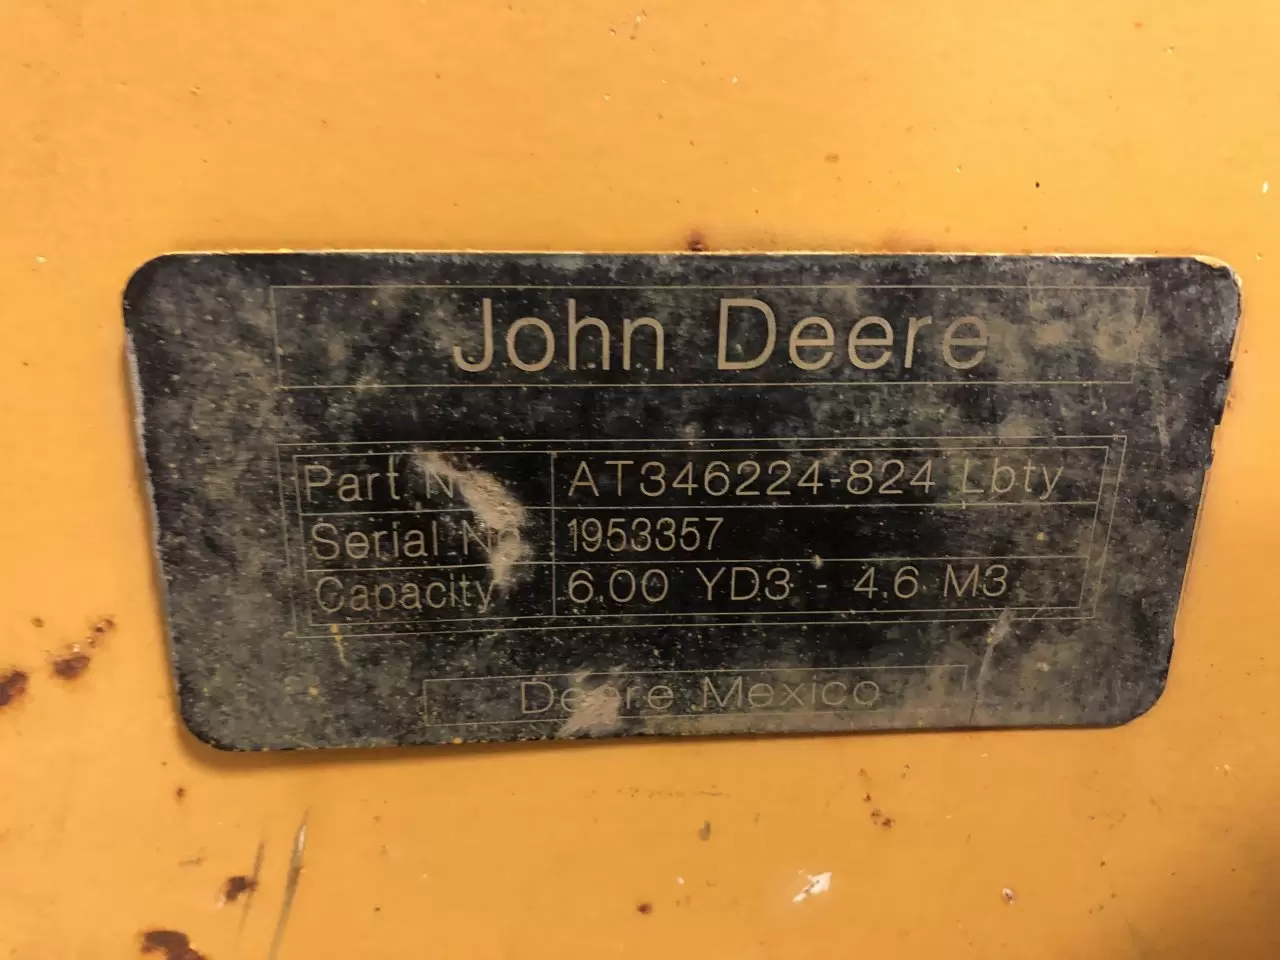 John Deere
Part No AT346224-824 Lbty
Serial No 1953357
Capacity 6.00 YD3 - 4.6 M3
Deere Mexico